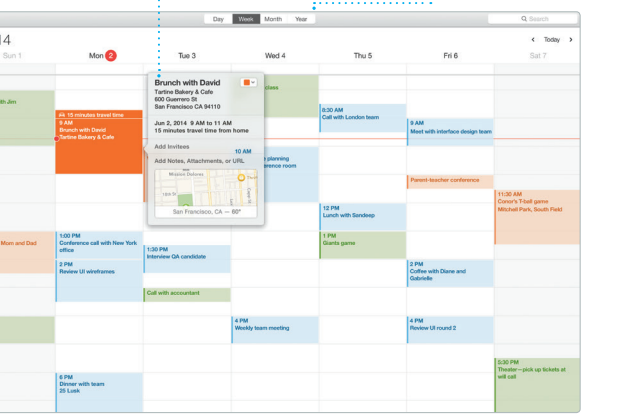 Day Week Month Year
Search
14
Today
Sun 1
Mon 2
Tue 3
Wed 4
Thu 5
Fri 6
Sat 7
with Jen
Mom and Dad
15 minutes travel time
9 AM
Brunch with David
Tartine Bakery & Cafe
1:00 PM
Conference call with New York
office
2 PM
Review UI wireframes
6 PM
Dinner with team
25 Lusk
Brunch with David
Tartine Bakery & Cafe
600 Guerrero St
San Francisco CA 94110
Jun 2, 2014 9 AM to 11 AM
15 minutes travel time from home
Add Invitees
Add Notes, Attachments, or URL
Mission Dolores
18th St
San Francisco, CA — 60°
1:30 PM
Interview QA candidate
Call with accountant
class
10 AM
planning
4 PM
Weekly team meeting
8:30 AM
Call with London team
12 PM
Lunch with Sandeep
1 PM
Giants game
9 AM
Meet with interface design team
Parent-teacher conference
2 PM
Coffee with Diane and
Gabrielle
4 PM
Review UI round 2
11:30 AM
Conor's T-ball game
Mitchell Park, South Field
5:30 PM
Theater—pick up tickets at
will call